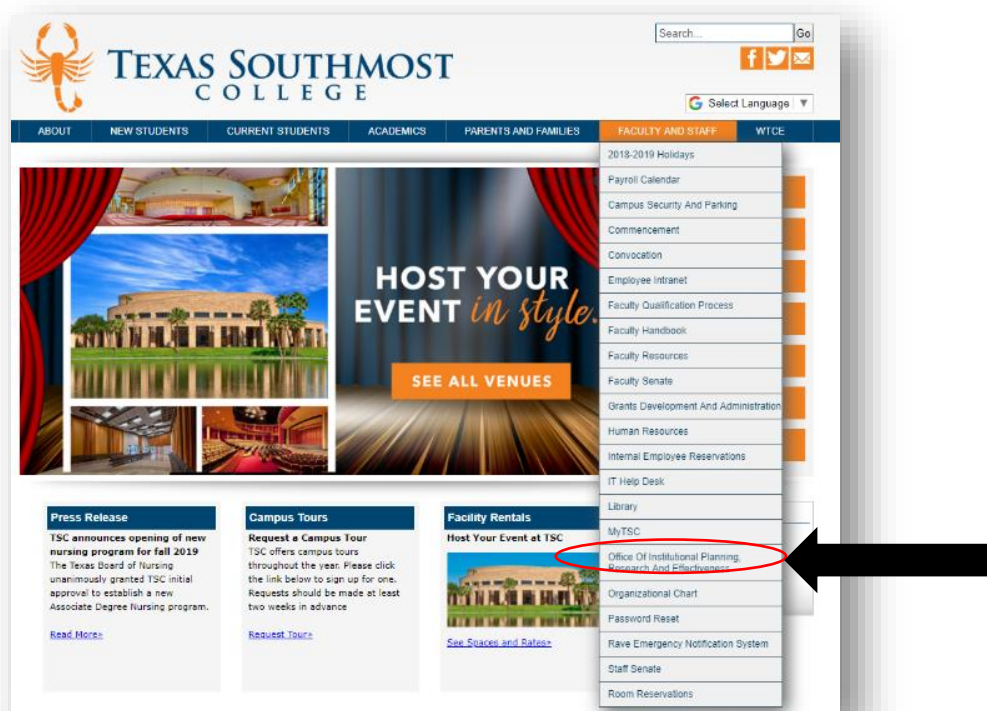 Search...
Go
TEXAS SOUTHMOST
COLLEGE
Select Language
ABOUT NEW STUDENTS CURRENT STUDENTS ACADEMICS PARENTS AND FAMILIES FACULTY AND STAFF WTCE
2018-2019 Holidays
Payroll Calendar
Campus Security And Parking
Commencement
Convocation
Employee Intranet
Faculty Qualification Process
Faculty Handbook
Faculty Resources
Faculty Senate
Grants Development And Administration
Human Resources
Internal Employee Reservations
IT Help Desk
Library
MyTSC
Office Of Institutional Planning,
Research And Effectiveness
Organizational Chart
Password Reset
Rave Emergency Notification System
Staff Senate
Room Reservations
HOST YOUR
EVENT in style.
SEE ALL VENUES
Press Release
TSC announces opening of new
nursing program for fall 2019
The Texas Board of Nursing
unanimously granted TSC initial
approval to establish a new
Associate Degree Nursing program.
Read More»
Campus Tours
Request a Campus Tour
TSC offers campus tours
throughout the year. Please click
the link below to sign up for one.
Requests should be made at least
two weeks in advance
Request Tour»
Facility Rentals
Host Your Event at TSC
See Spaces and Rates»